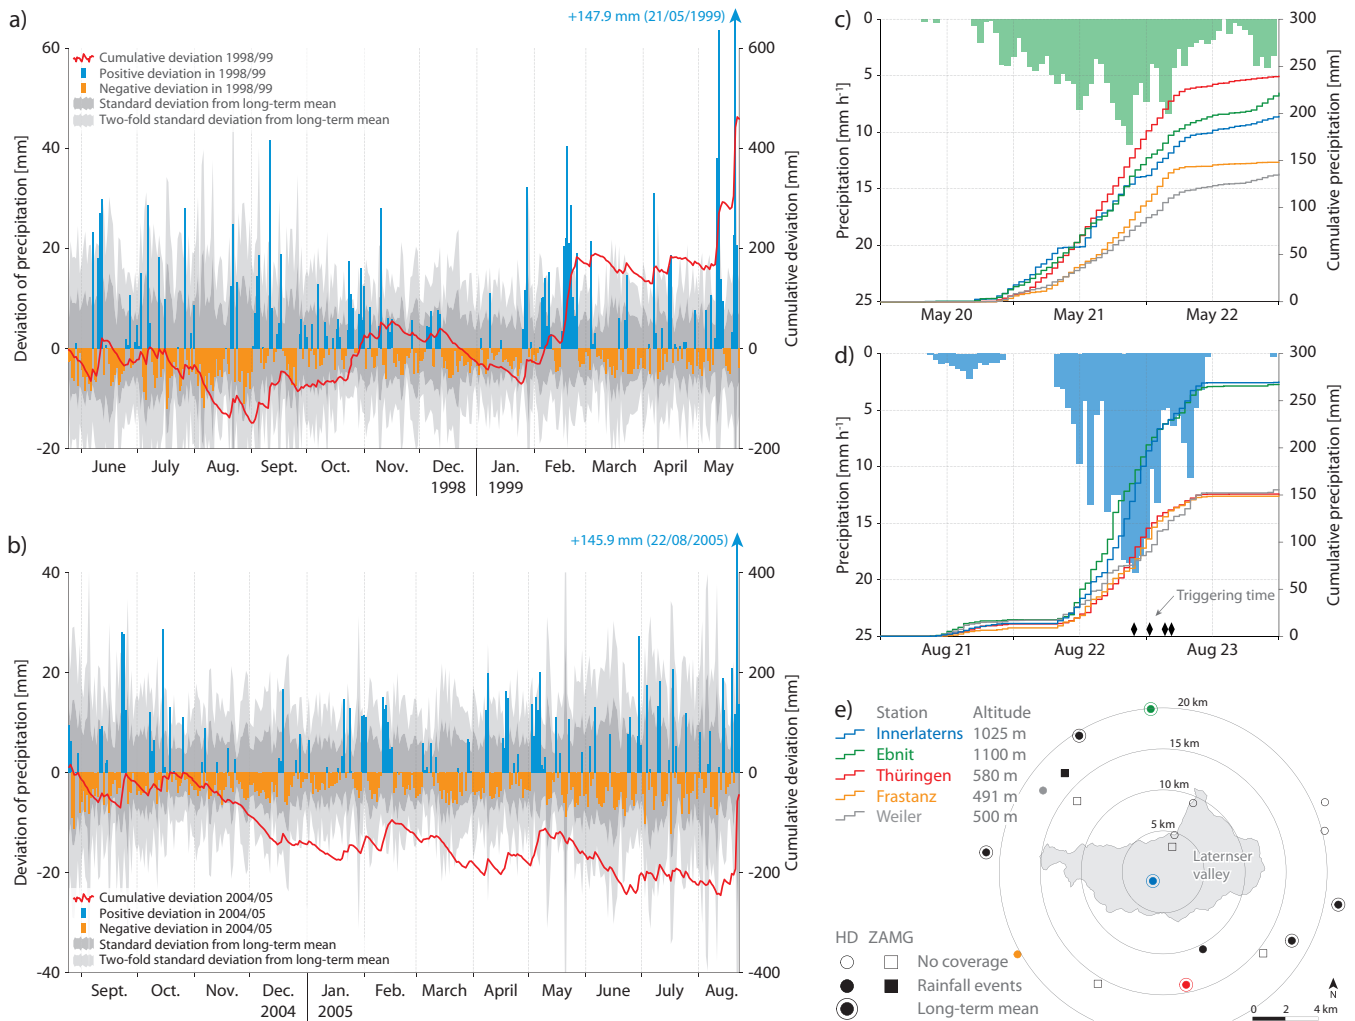 a)
+147.9 mm (21/05/1999)
Cumulative deviation 1998/99
Positive deviation in 1998/99
Negative deviation in 1998/99
Standard deviation from long-term mean
Two-fold standard deviation from long-term mean
Deviation of precipitation [mm]
60
40
20
0
-20
Cumulative deviation [mm]
600
400
200
0
-200
June July Aug. Sept. Oct. Nov. Dec. Jan. Feb. March April May
1998 1999
b)
+145.9 mm (22/08/2005)
Deviation of precipitation [mm]
40
20
0
-20
-40
Cumulative deviation [mm]
400
200
0
-200
-400
Cumulative deviation 2004/05
Positive deviation in 2004/05
Negative deviation in 2004/05
Standard deviation from long-term mean
Two-fold standard deviation from long-term mean
Sept. Oct. Nov. Dec. Jan. Feb. March April May June July Aug.
2004 2005
c)
Precipitation [mm h⁻¹]
0
5
10
15
20
25
Cumulative precipitation [mm]
300
250
200
150
100
50
0
May 20 May 21 May 22
d)
Precipitation [mm h⁻¹]
0
5
10
15
20
25
Cumulative precipitation [mm]
300
250
200
150
100
50
0
Triggering time
Aug 21 Aug 22 Aug 23
e)
Station Altitude
Innerlaterns 1025 m
Ebnit 1100 m
Thüringen 580 m
Frastanz 491 m
Weiler 500 m
20 km
15 km
10 km
5 km
Laternser
valley
HD ZAMG
No coverage
Rainfall events
Long-term mean
N
0 2 4 km